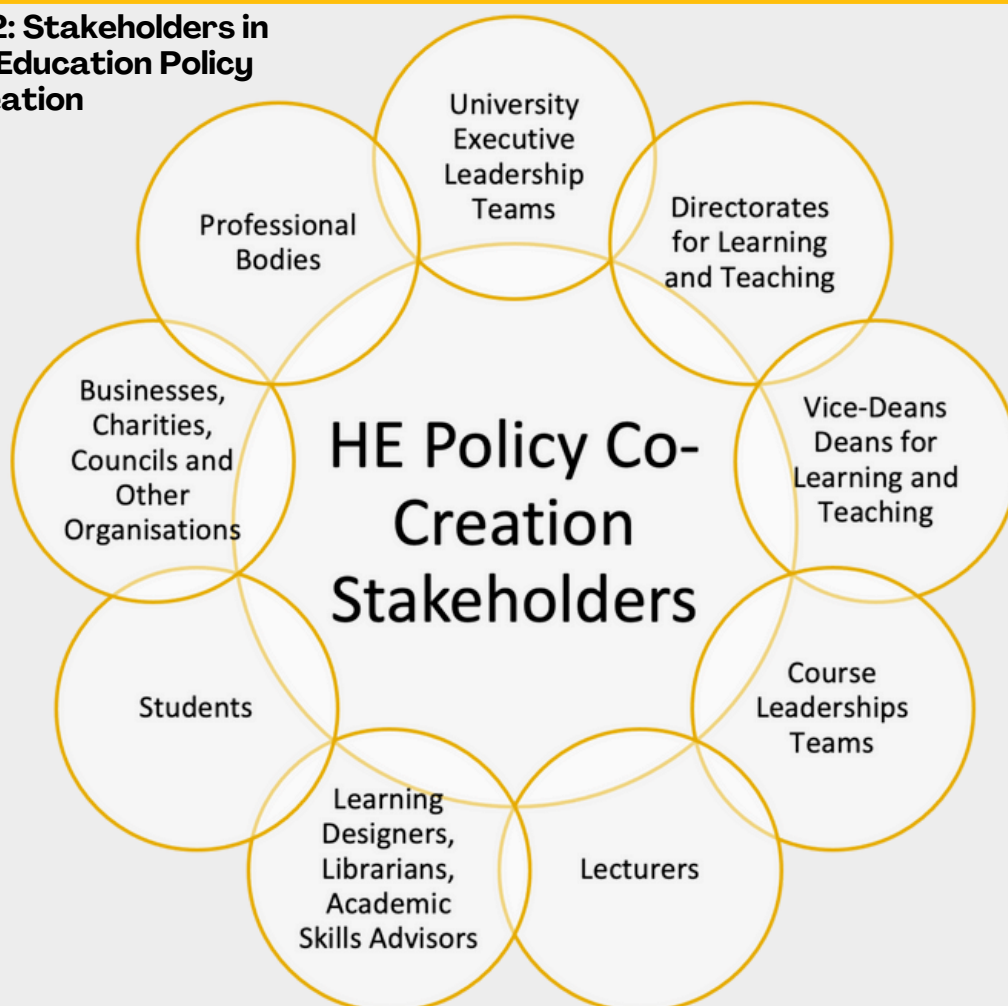 2: Stakeholders in
Education Policy
University
Executive
Leadership
Teams
Directorates
for Learning
and Teaching
Vice-Deans
Deans for
Learning and
Teaching
Course
Leaderships
Teams
Lecturers
Learning
Designers,
Librarians,
Academic
Skills Advisors
Students
Businesses,
Charities,
Councils and
Other
Organisations
Professional
Bodies
HE Policy Co-
Creation
Stakeholders